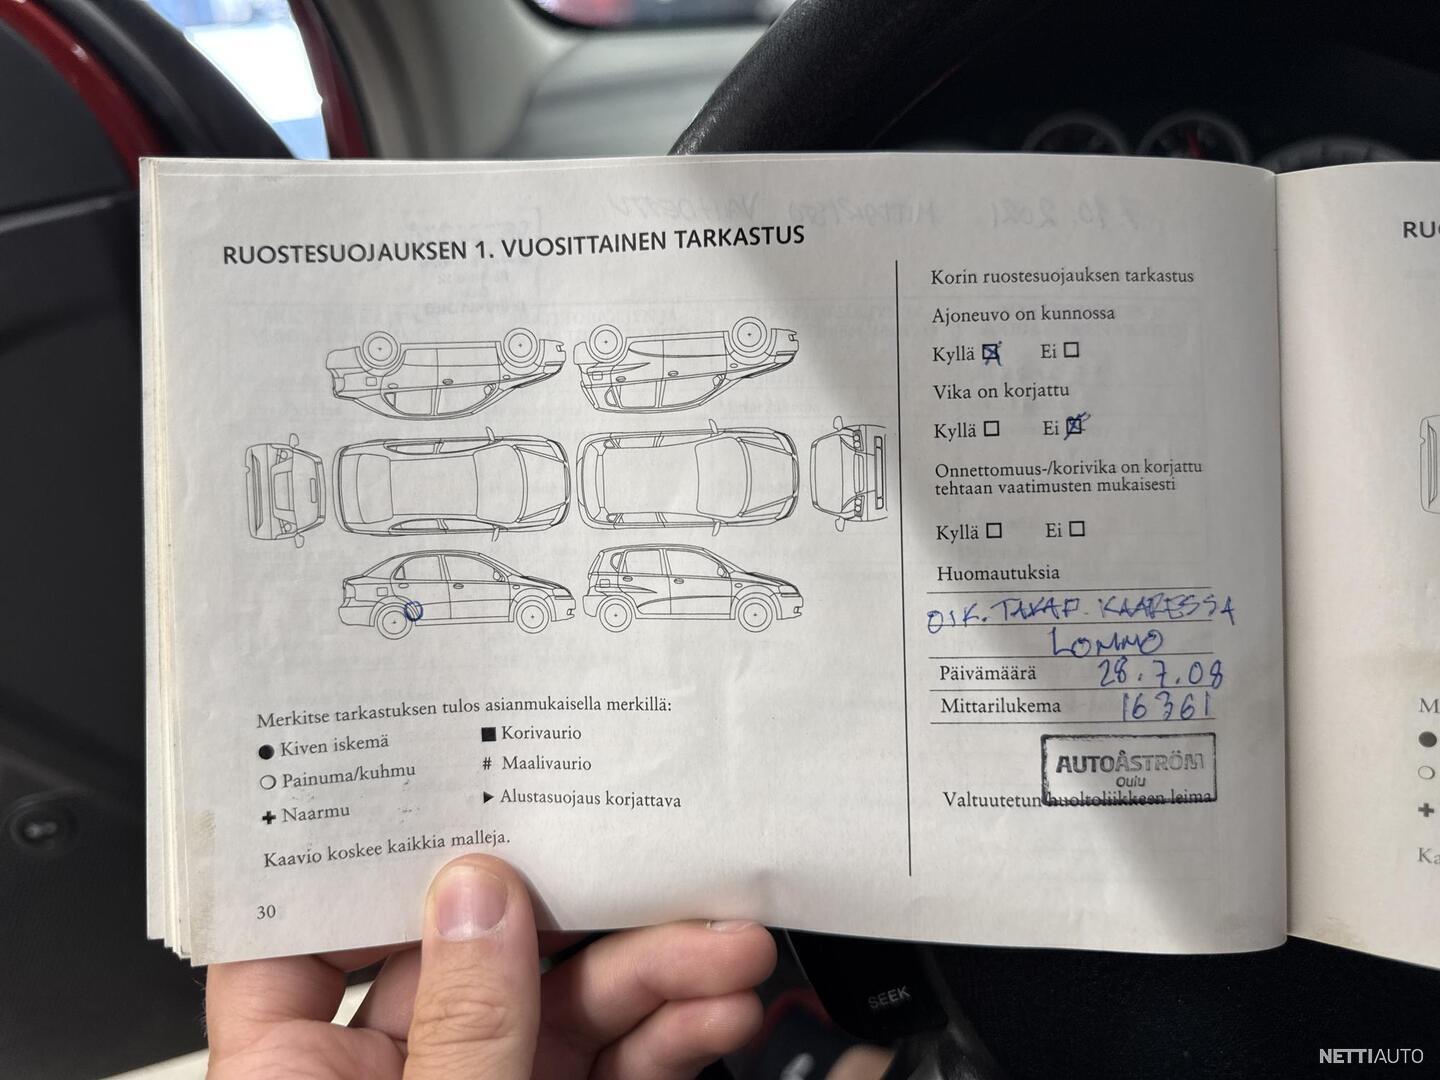 RUOSTESUOJAUKSEN 1. VUOSITTAINEN TARKASTUS
Merkitse tarkastuksen tulos asianmukaisella merkillä:
● Kiven iskemä
❍ Painuma/kuhmu
✚ Naarmu
■ Korivaurio
# Maalivaurio
▶ Alustasuojaus korjattava
Kaavio koskee kaikkia malleja.
30
Korin ruostesuojauksen tarkastus
Ajoneuvo on kunnossa
Kyllä ☒ Ei ☐
Vika on korjattu
Kyllä ☐ Ei ☒
Onnettomuus-/korivika on korjattu
tehtaan vaatimusten mukaisesti
Kyllä ☐ Ei ☐
Huomautuksia
OIK. TAKAP. KAARESSA
LOMMO
Päivämäärä 28.7.08
Mittarilukema 16361
AUTOÅSTRÖM
Oulu
Valtuutetun huoltoliikkeen leima
RU
M
Ka
SEEK
NETTIAUTO